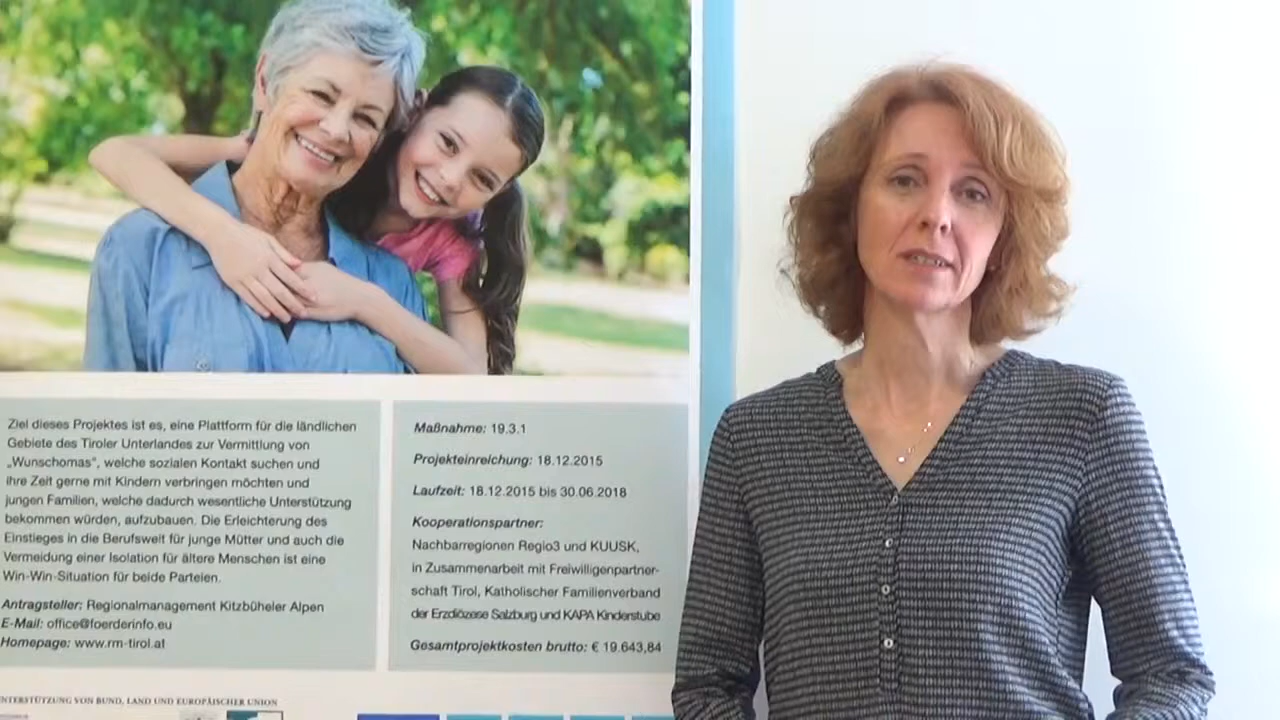 Ziel dieses Projektes ist es, eine Plattform für die ländlichen
Gebiete des Tiroler Unterlandes zur Vermittlung von
„Wunschomas“, welche sozialen Kontakt suchen und
ihre Zeit gerne mit Kindern verbringen möchten und
jungen Familien, welche dadurch wesentliche Unterstützung
bekommen würden, aufzubauen. Die Erleichterung des
Einstieges in die Berufswelt für junge Mütter und auch die
Vermeidung einer Isolation für ältere Menschen ist eine
Win-Win-Situation für beide Parteien.
Antragsteller: Regionalmanagement Kitzbüheler Alpen
E-Mail: office@foerderinfo.eu
Homepage: www.rm-tirol.at
Maßnahme: 19.3.1
Projekteinreichung: 18.12.2015
Laufzeit: 18.12.2015 bis 30.06.2018
Kooperationspartner:
Nachbarregionen Regio3 und KUUSK,
in Zusammenarbeit mit Freiwilligenpartner-
schaft Tirol, Katholischer Familienverband
der Erzdiözese Salzburg und KAPA Kinderstube
Gesamtprojektkosten brutto: € 19.643,84
NTERSTÜTZUNG VON BUND, LAND UND EUROPÄISCHER UNION